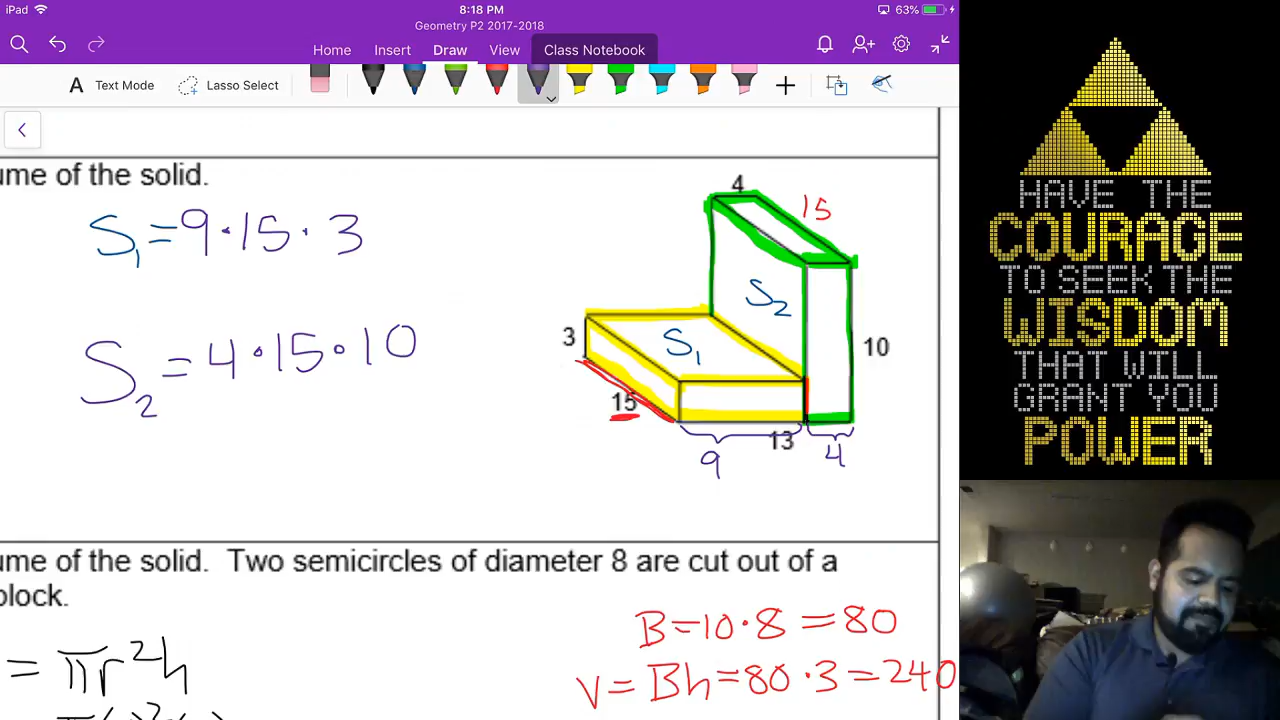 iPad 8:18 PM 63%
Geometry P2 2017-2018
Home Insert Draw View Class Notebook
A Text Mode Lasso Select
ume of the solid.
S₁=9·15·3
S₂=4·15·10
4
15
S₂
3
S₁
10
15
13
9
4
ume of the solid. Two semicircles of diameter 8 are cut out of a
block.
B=10·8=80
=πr²h
V=Bh=80·3=240
HAVE THE
COURAGE
TO SEEK THE
WISDOM
THAT WILL
GRANT YOU
POWER